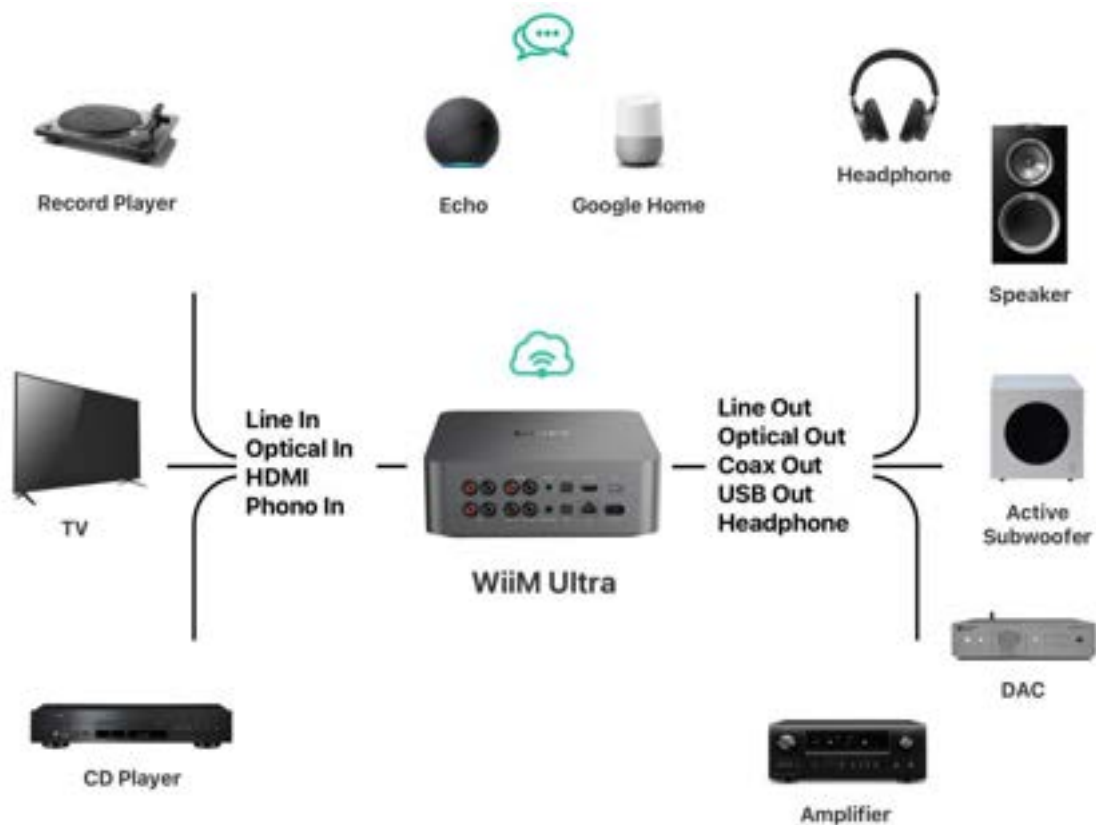 Record Player
Echo
Google Home
Headphone
Speaker
TV
Line In
Optical In
HDMI
Phono In
WiiM Ultra
Line Out
Optical Out
Coax Out
USB Out
Headphone
Active
Subwoofer
DAC
CD Player
Amplifier